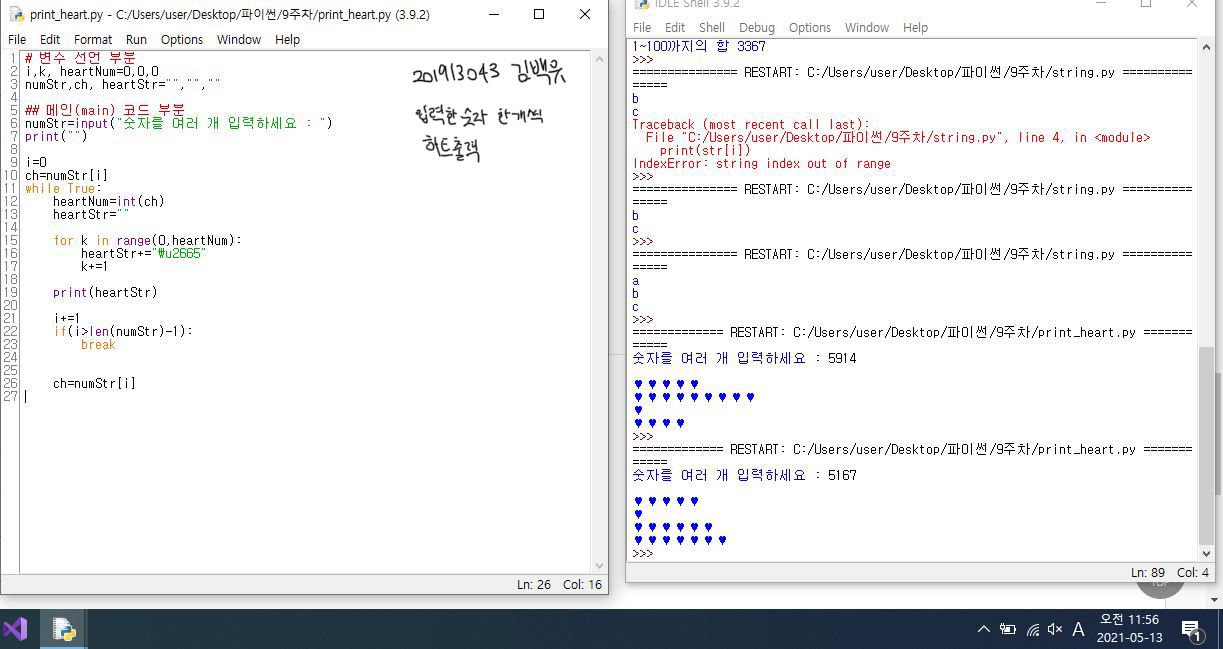 print_heart.py - C:/Users/user/Desktop/파이썬/9주차/print_heart.py (3.9.2)
File Edit Format Run Options Window Help
1 # 변수 선언 부분
2 i,k, heartNum=0,0,0
3 numStr,ch, heartStr="","",""
4
5 ## 메인(main) 코드 부분
6 numStr=input("숫자를 여러 개 입력하세요 : ")
7 print("")
8
9 i=0
10 ch=numStr[i]
11 while True:
12 heartNum=int(ch)
13 heartStr=""
14
15 for k in range(0,heartNum):
16 heartStr+="₩u2665"
17 k+=1
18
19 print(heartStr)
20
21 i+=1
22 if(i>len(numStr)-1):
23 break
24
25
26 ch=numStr[i]
27
201913043 김백유
입력한 숫자 한개씩
하트출력
Ln: 26 Col: 16
IDLE Shell 3.9.2
File Edit Shell Debug Options Window Help
1~100까지의 합 3367
>>>
=============== RESTART: C:/Users/user/Desktop/파이썬/9주차/string.py ==========
=====
b
c
Traceback (most recent call last):
File "C:/Users/user/Desktop/파이썬/9주차/string.py", line 4, in <module>
print(str[i])
IndexError: string index out of range
>>>
=============== RESTART: C:/Users/user/Desktop/파이썬/9주차/string.py ==========
=====
b
c
>>>
=============== RESTART: C:/Users/user/Desktop/파이썬/9주차/string.py ==========
=====
a
b
c
>>>
============= RESTART: C:/Users/user/Desktop/파이썬/9주차/print_heart.py =======
=====
숫자를 여러 개 입력하세요 : 5914
♥♥♥♥♥
♥♥♥♥♥♥♥♥♥
♥
♥♥♥♥
>>>
============= RESTART: C:/Users/user/Desktop/파이썬/9주차/print_heart.py =======
=====
숫자를 여러 개 입력하세요 : 5167
♥♥♥♥♥
♥
♥♥♥♥♥♥
♥♥♥♥♥♥♥
>>>
Ln: 89 Col: 4
A
오전 11:56
2021-05-13
1